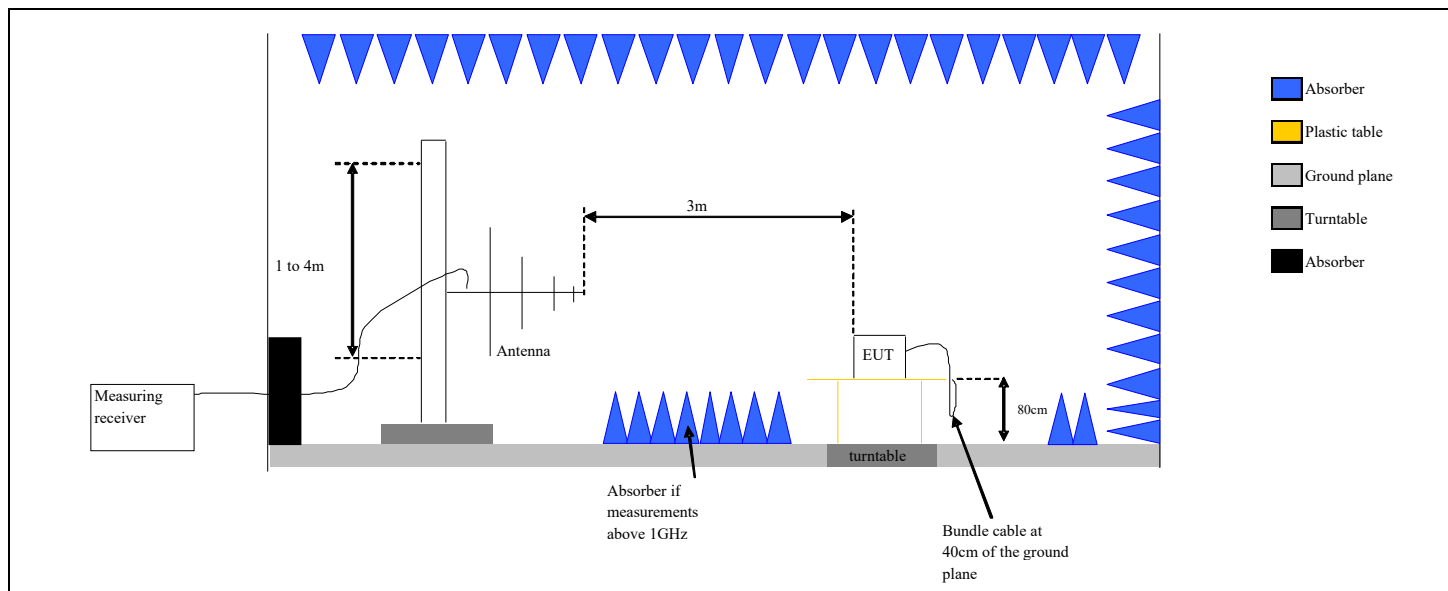 Absorber
Plastic table
Ground plane
Turntable
Absorber
3m
1 to 4m
Antenna
EUT
Measuring
receiver
80cm
turntable
Absorber if
measurements
above 1GHz
Bundle cable at
40cm of the ground
plane